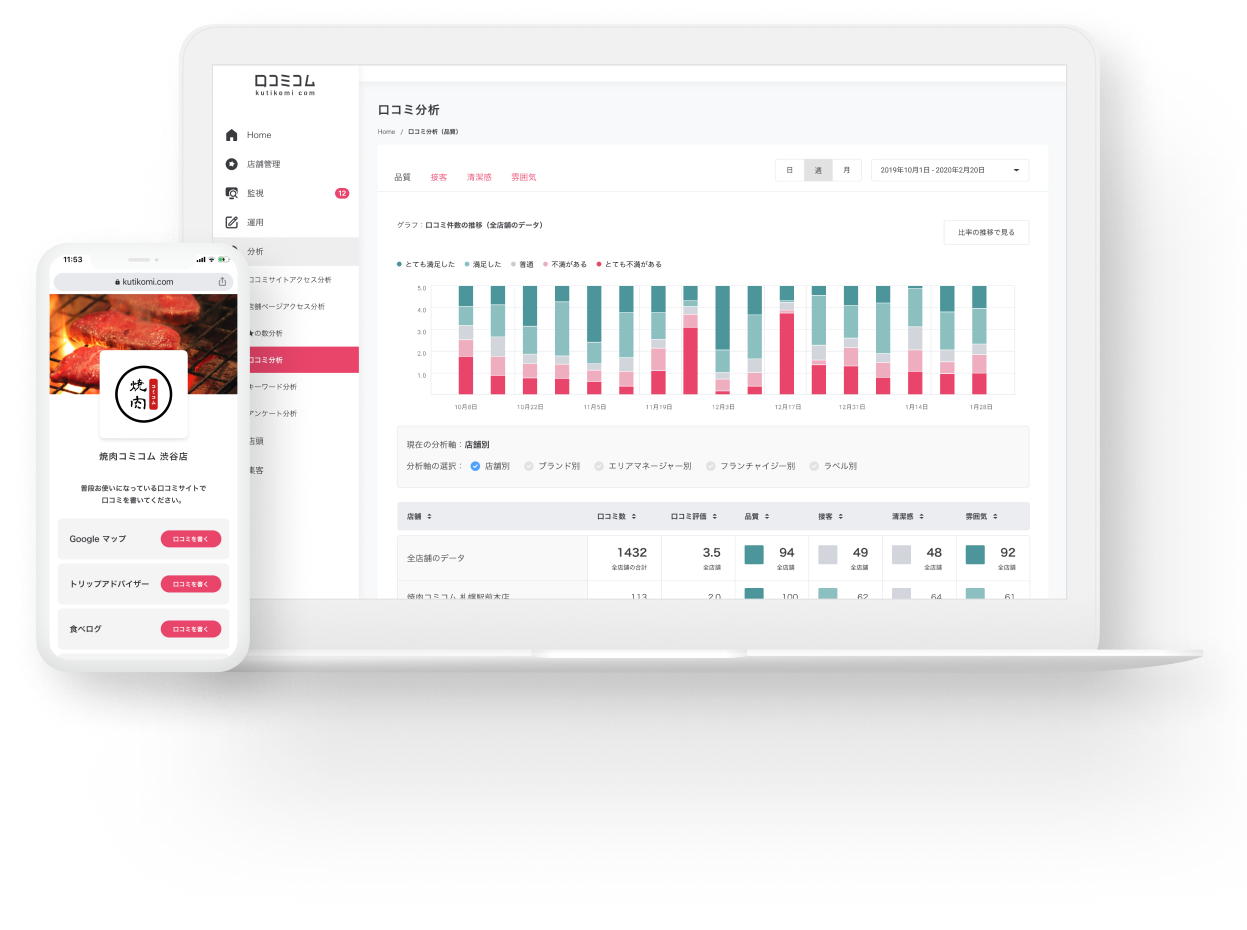 口コミコム
kutikomi com
Home
店舗管理
監視
12
運用
分析
口コミサイトアクセス分析
店舗ページアクセス分析
★の数分析
口コミ分析
キーワード分析
アンケート分析
店頭
集客
口コミ分析
Home / 口コミ分析（品質）
品質 接客 清潔感 雰囲気
日 週 月
2019年10月1日 - 2020年2月20日
グラフ：口コミ件数の推移（全店舗のデータ）
比率の推移で見る
とても満足した 満足した 普通 不満がある とても不満がある
5.0
4.0
3.0
2.0
1.0
10月8日 10月22日 11月5日 11月19日 12月3日 12月17日 12月31日 1月14日 1月28日
現在の分析軸：店舗別
分析軸の選択： 店舗別 ブランド別 エリアマネージャー別 フランチャイジー別 ラベル別
店舗 口コミ数 口コミ評価 品質 接客 清潔感 雰囲気
全店舗のデータ 1432 3.5 94 49 48 92
全店舗の合計 全店舗 全店舗 全店舗 全店舗 全店舗
焼肉コミコム 札幌駅前本店 113 2.0 100 62 64 61
11:53
kutikomi.com
焼肉
コミコム
焼肉コミコム 渋谷店
普段お使いになっている口コミサイトで
口コミを書いてください。
Google マップ 口コミを書く
トリップアドバイザー 口コミを書く
食べログ 口コミを書く